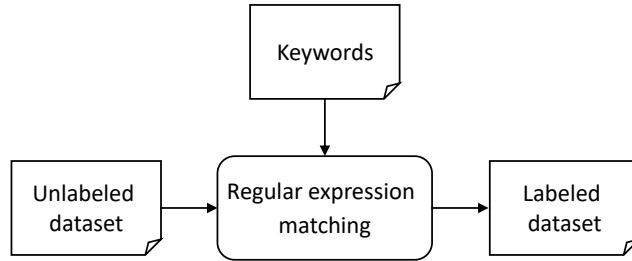 Keywords
Unlabeled
dataset
Regular expression
matching
Labeled
dataset